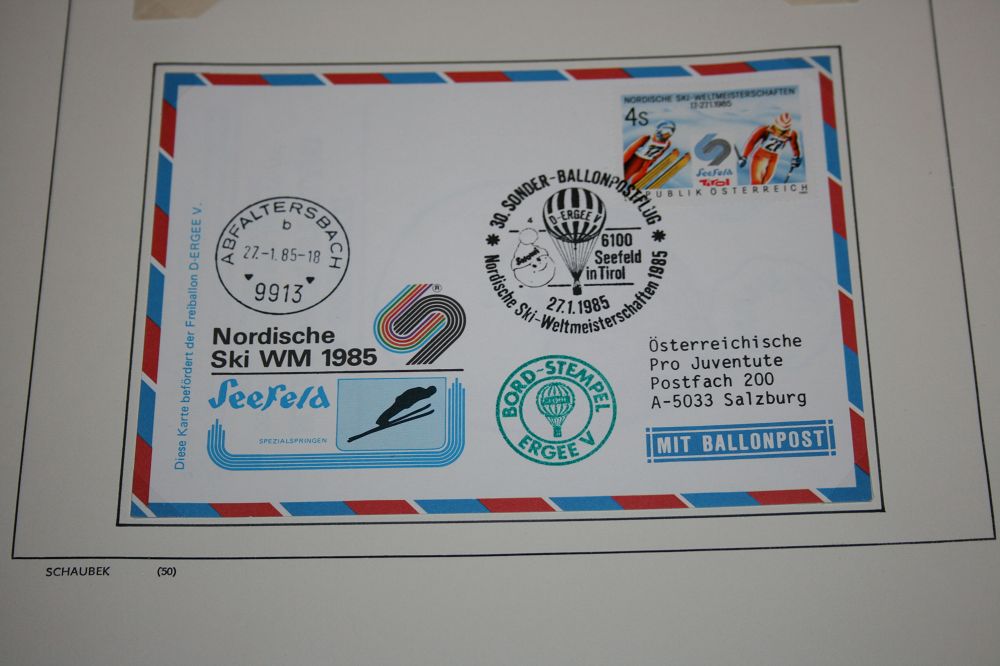 NORDISCHE SKI-WELTMEISTERSCHAFTEN
17-27.1.1985
4s
12
27
Seefeld
TIROL
REPUBLIK ÖSTERREICH
30. SONDER-BALLONPOSTFLUG
D-ERGEE V
6100
Seefeld
in Tirol
27.1.1985
* Nordische Ski-Weltmeisterschaften 1985 *
ABFALTERSBACH
b
27.-1.85-18
9913
Diese Karte befördert der Freiballon D-ERGEE V.
Nordische
Ski WM 1985
®
Seefeld
SPEZIALSPRINGEN
BORD-STEMPEL
ERGEE V
Österreichische
Pro Juventute
Postfach 200
A-5033 Salzburg
MIT BALLONPOST
SCHAUBEK (50)